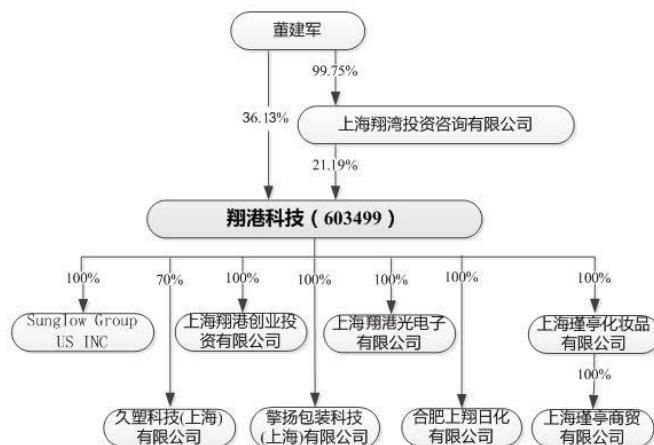 董建军
99.75%
36.13%
上海翔湾投资咨询有限公司
21.19%
翔港科技（603499）
100%
70%
100%
100%
100%
100%
100%
Sunglow Group
US INC
上海翔港创业投
资有限公司
上海翔港光电子
有限公司
上海瑾亭化妆品
有限公司
100%
久塑科技(上海)
有限公司
擎扬包装科技
(上海)有限公司
合肥上翔日化
有限公司
上海瑾亭商贸
有限公司